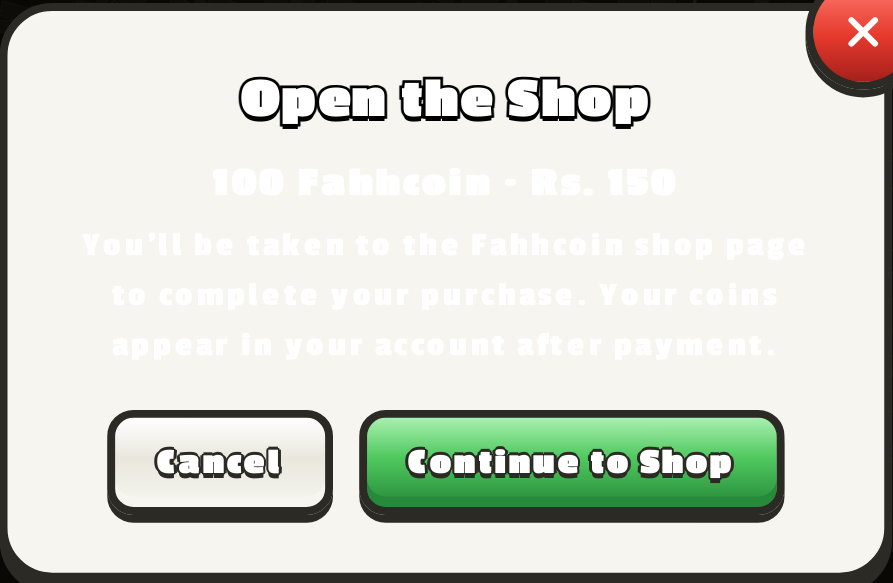 Open the Shop
100 Fahhcoin - Rs. 150
You'll be taken to the Fahhcoin shop page
to complete your purchase. Your coins
appear in your account after payment.
Cancel
Continue to Shop